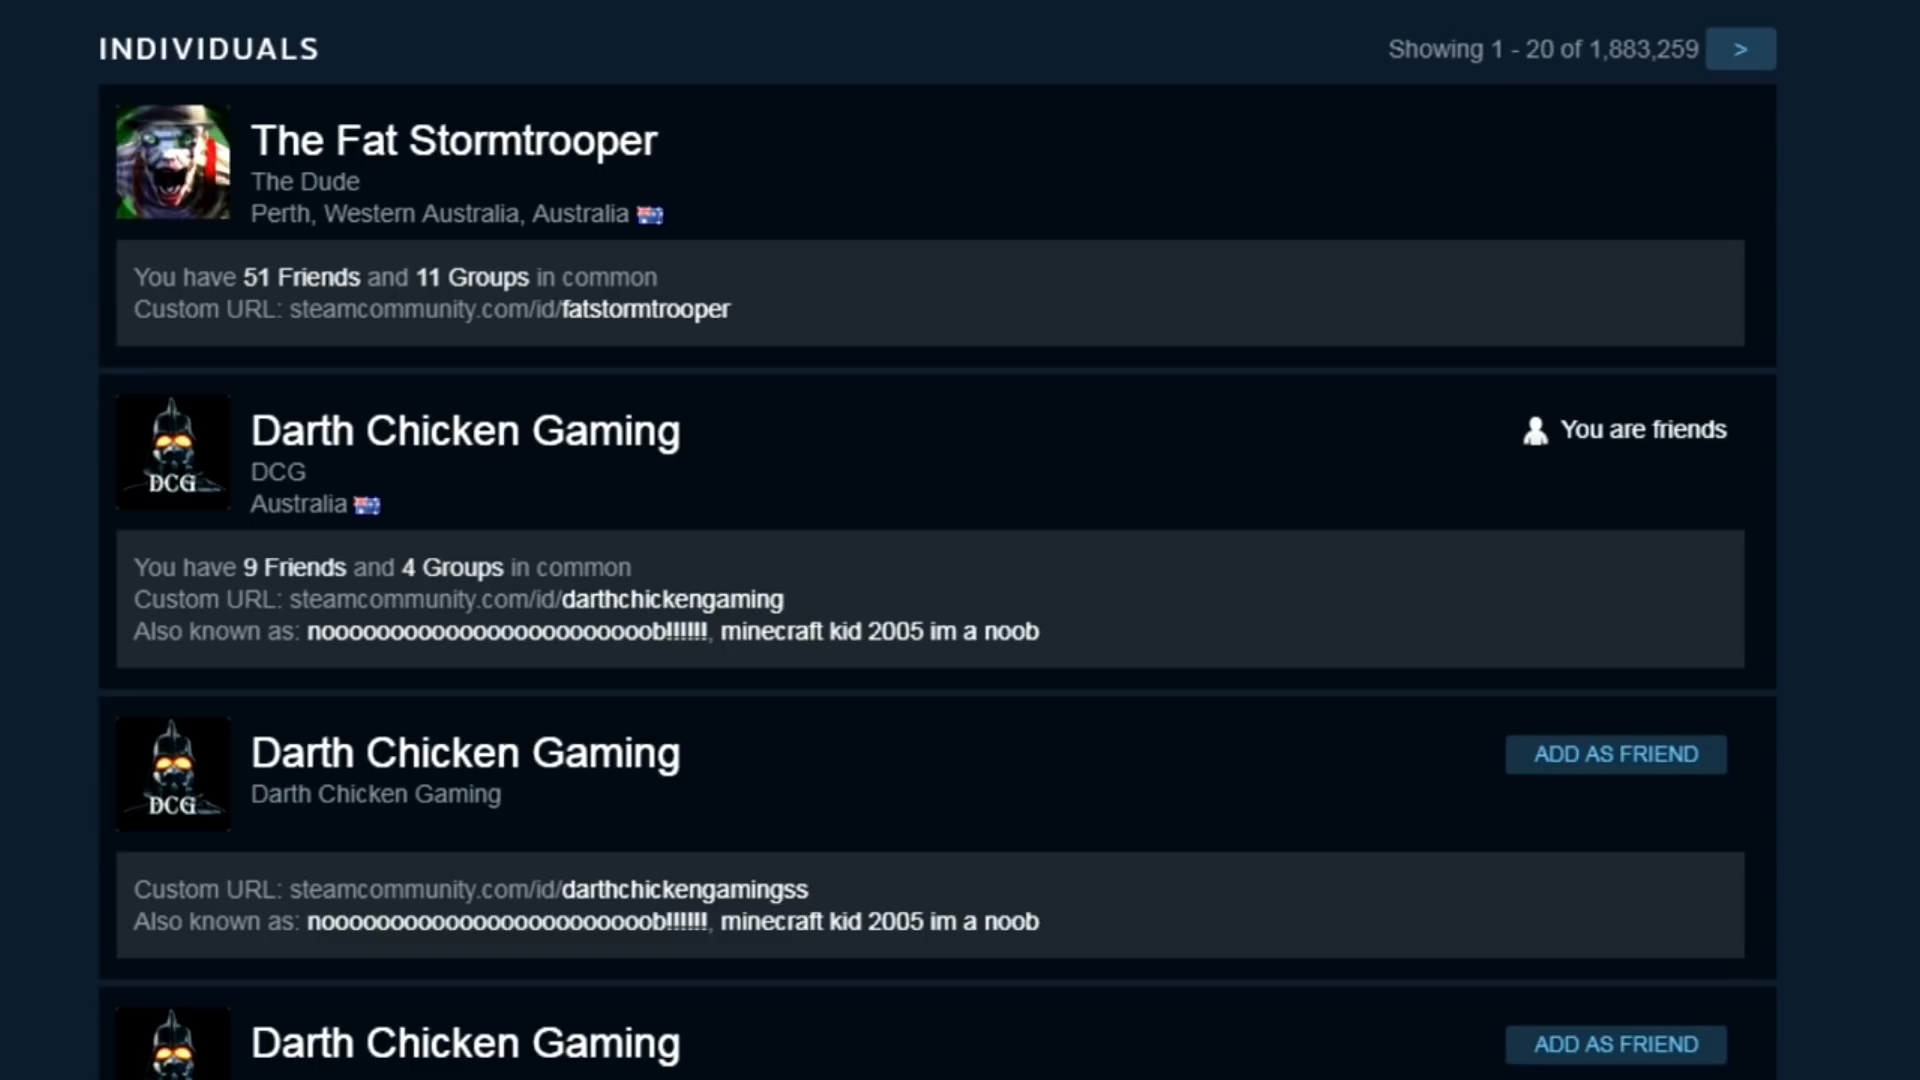 INDIVIDUALS
Showing 1 - 20 of 1,883,259 >
The Fat Stormtrooper
The Dude
Perth, Western Australia, Australia
You have 51 Friends and 11 Groups in common
Custom URL: steamcommunity.com/id/fatstormtrooper
DCG
Darth Chicken Gaming
You are friends
DCG
Australia
You have 9 Friends and 4 Groups in common
Custom URL: steamcommunity.com/id/darthchickengaming
Also known as: noooooooooooooooooooooooob!!!!!!, minecraft kid 2005 im a noob
DCG
Darth Chicken Gaming
ADD AS FRIEND
Darth Chicken Gaming
Custom URL: steamcommunity.com/id/darthchickengamingss
Also known as: noooooooooooooooooooooooob!!!!!!, minecraft kid 2005 im a noob
Darth Chicken Gaming
ADD AS FRIEND